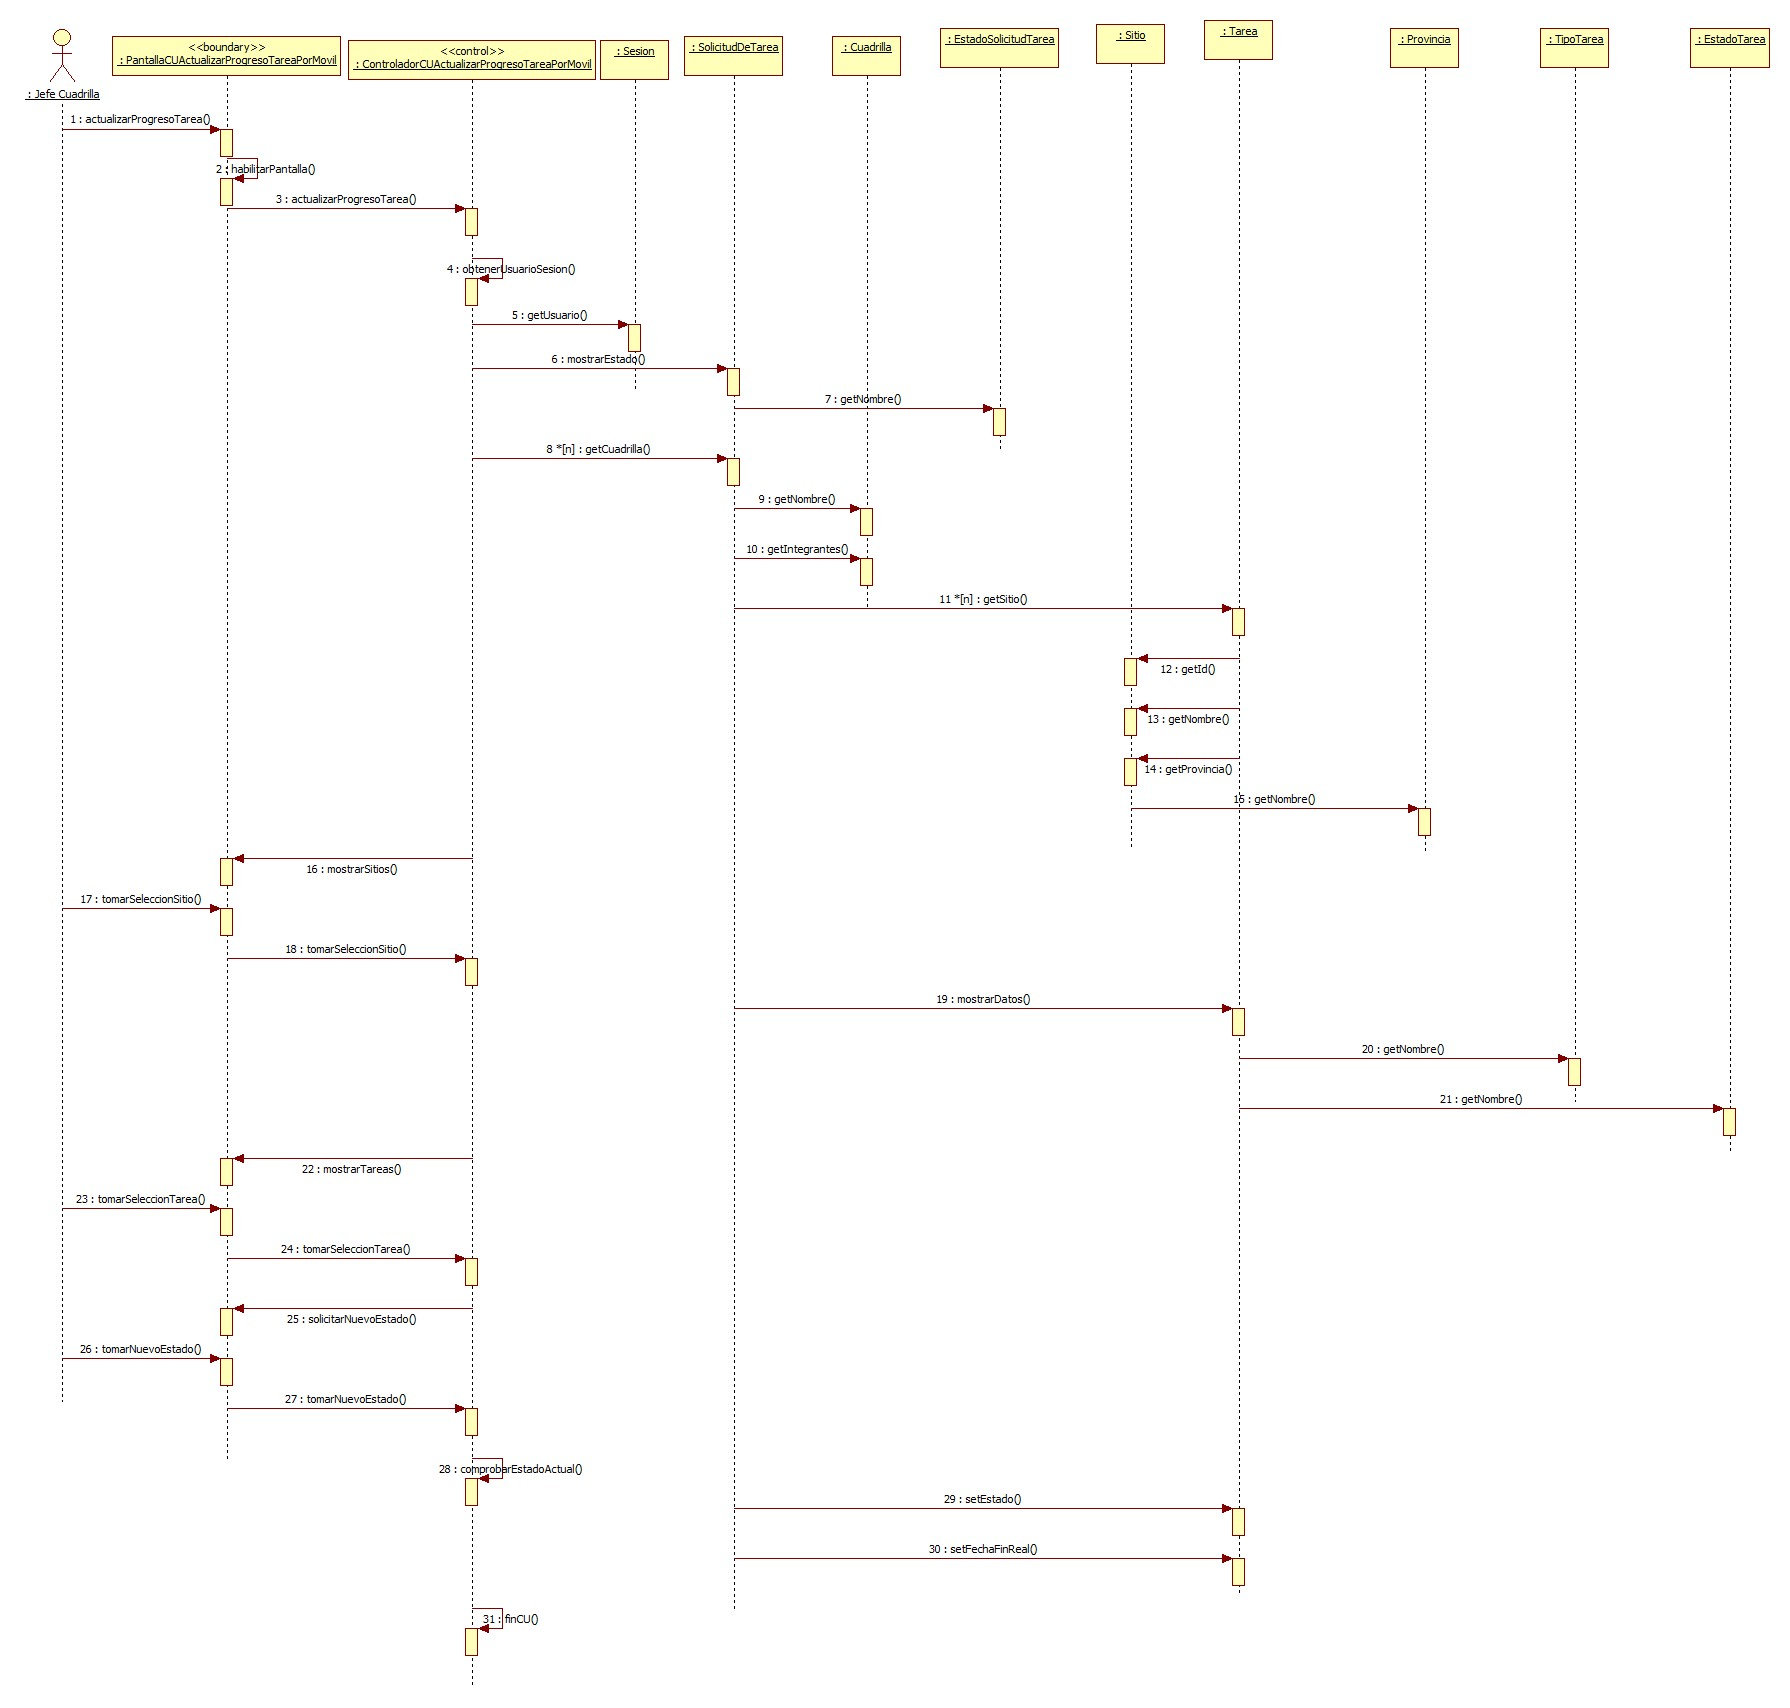 : Jefe Cuadrilla
<<boundary>>
: PantallaCUActualizarProgresoTareaPorMovil
<<control>>
: ControladorCUActualizarProgresoTareaPorMovil
: Sesion
: SolicitudDeTarea
: Cuadrilla
: EstadoSolicitudTarea
: Sitio
: Tarea
: Provincia
: TipoTarea
: EstadoTarea
1 : actualizarProgresoTarea()
2 : habilitarPantalla()
3 : actualizarProgresoTarea()
4 : obtenerUsuarioSesion()
5 : getUsuario()
6 : mostrarEstado()
7 : getNombre()
8 *[n] : getCuadrilla()
9 : getNombre()
10 : getIntegrantes()
11 *[n] : getSitio()
12 : getId()
13 : getNombre()
14 : getProvincia()
15 : getNombre()
16 : mostrarSitios()
17 : tomarSeleccionSitio()
18 : tomarSeleccionSitio()
19 : mostrarDatos()
20 : getNombre()
21 : getNombre()
22 : mostrarTareas()
23 : tomarSeleccionTarea()
24 : tomarSeleccionTarea()
25 : solicitarNuevoEstado()
26 : tomarNuevoEstado()
27 : tomarNuevoEstado()
28 : comprobarEstadoActual()
29 : setEstado()
30 : setFechaFinReal()
31 : finCU()